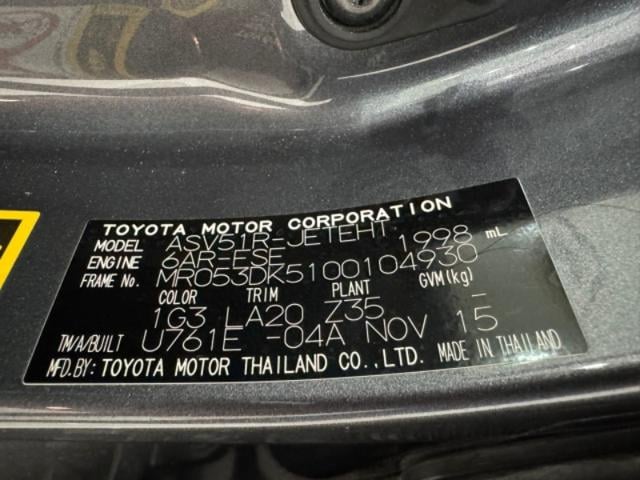 TOYOTA MOTOR CORPORATION
MODEL ASV51R-JETEHT
ENGINE 6AR-FSE 1998 mL
FRAME No. MR053DK5100104930
COLOR TRIM PLANT GVM(kg)
1G3 LA20 Z35 -
TM/A/BUILT U761E -04A NOV 15
MFD.BY: TOYOTA MOTOR THAILAND CO.,LTD. MADE IN THAILAND